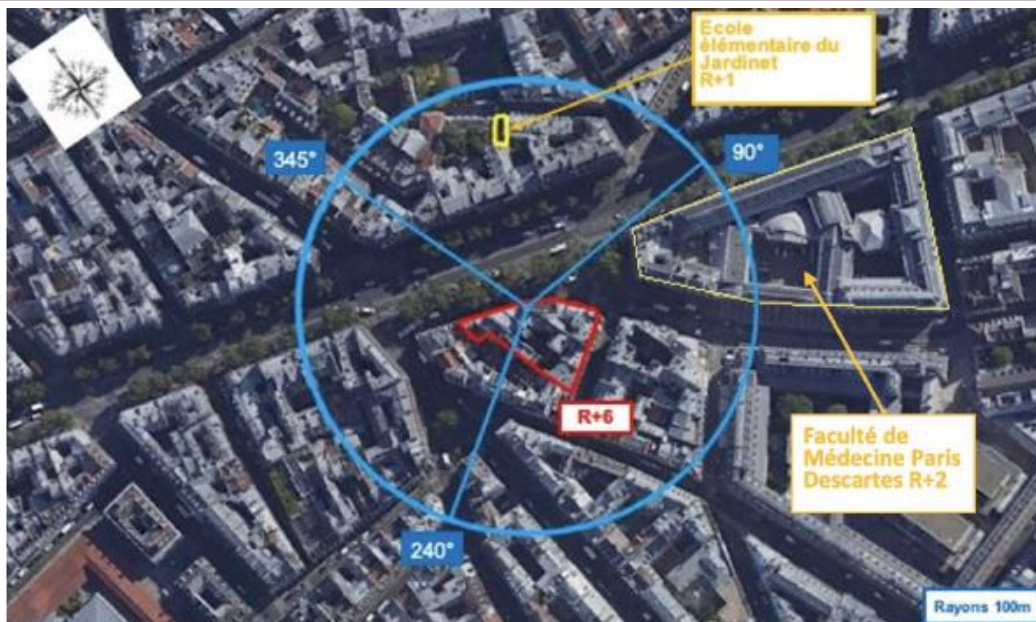 Ecole
élémentaire du
Jardinet
R+1
345°
90°
R+6
Faculté de
Médecine Paris
Descartes R+2
240°
Rayons 100m